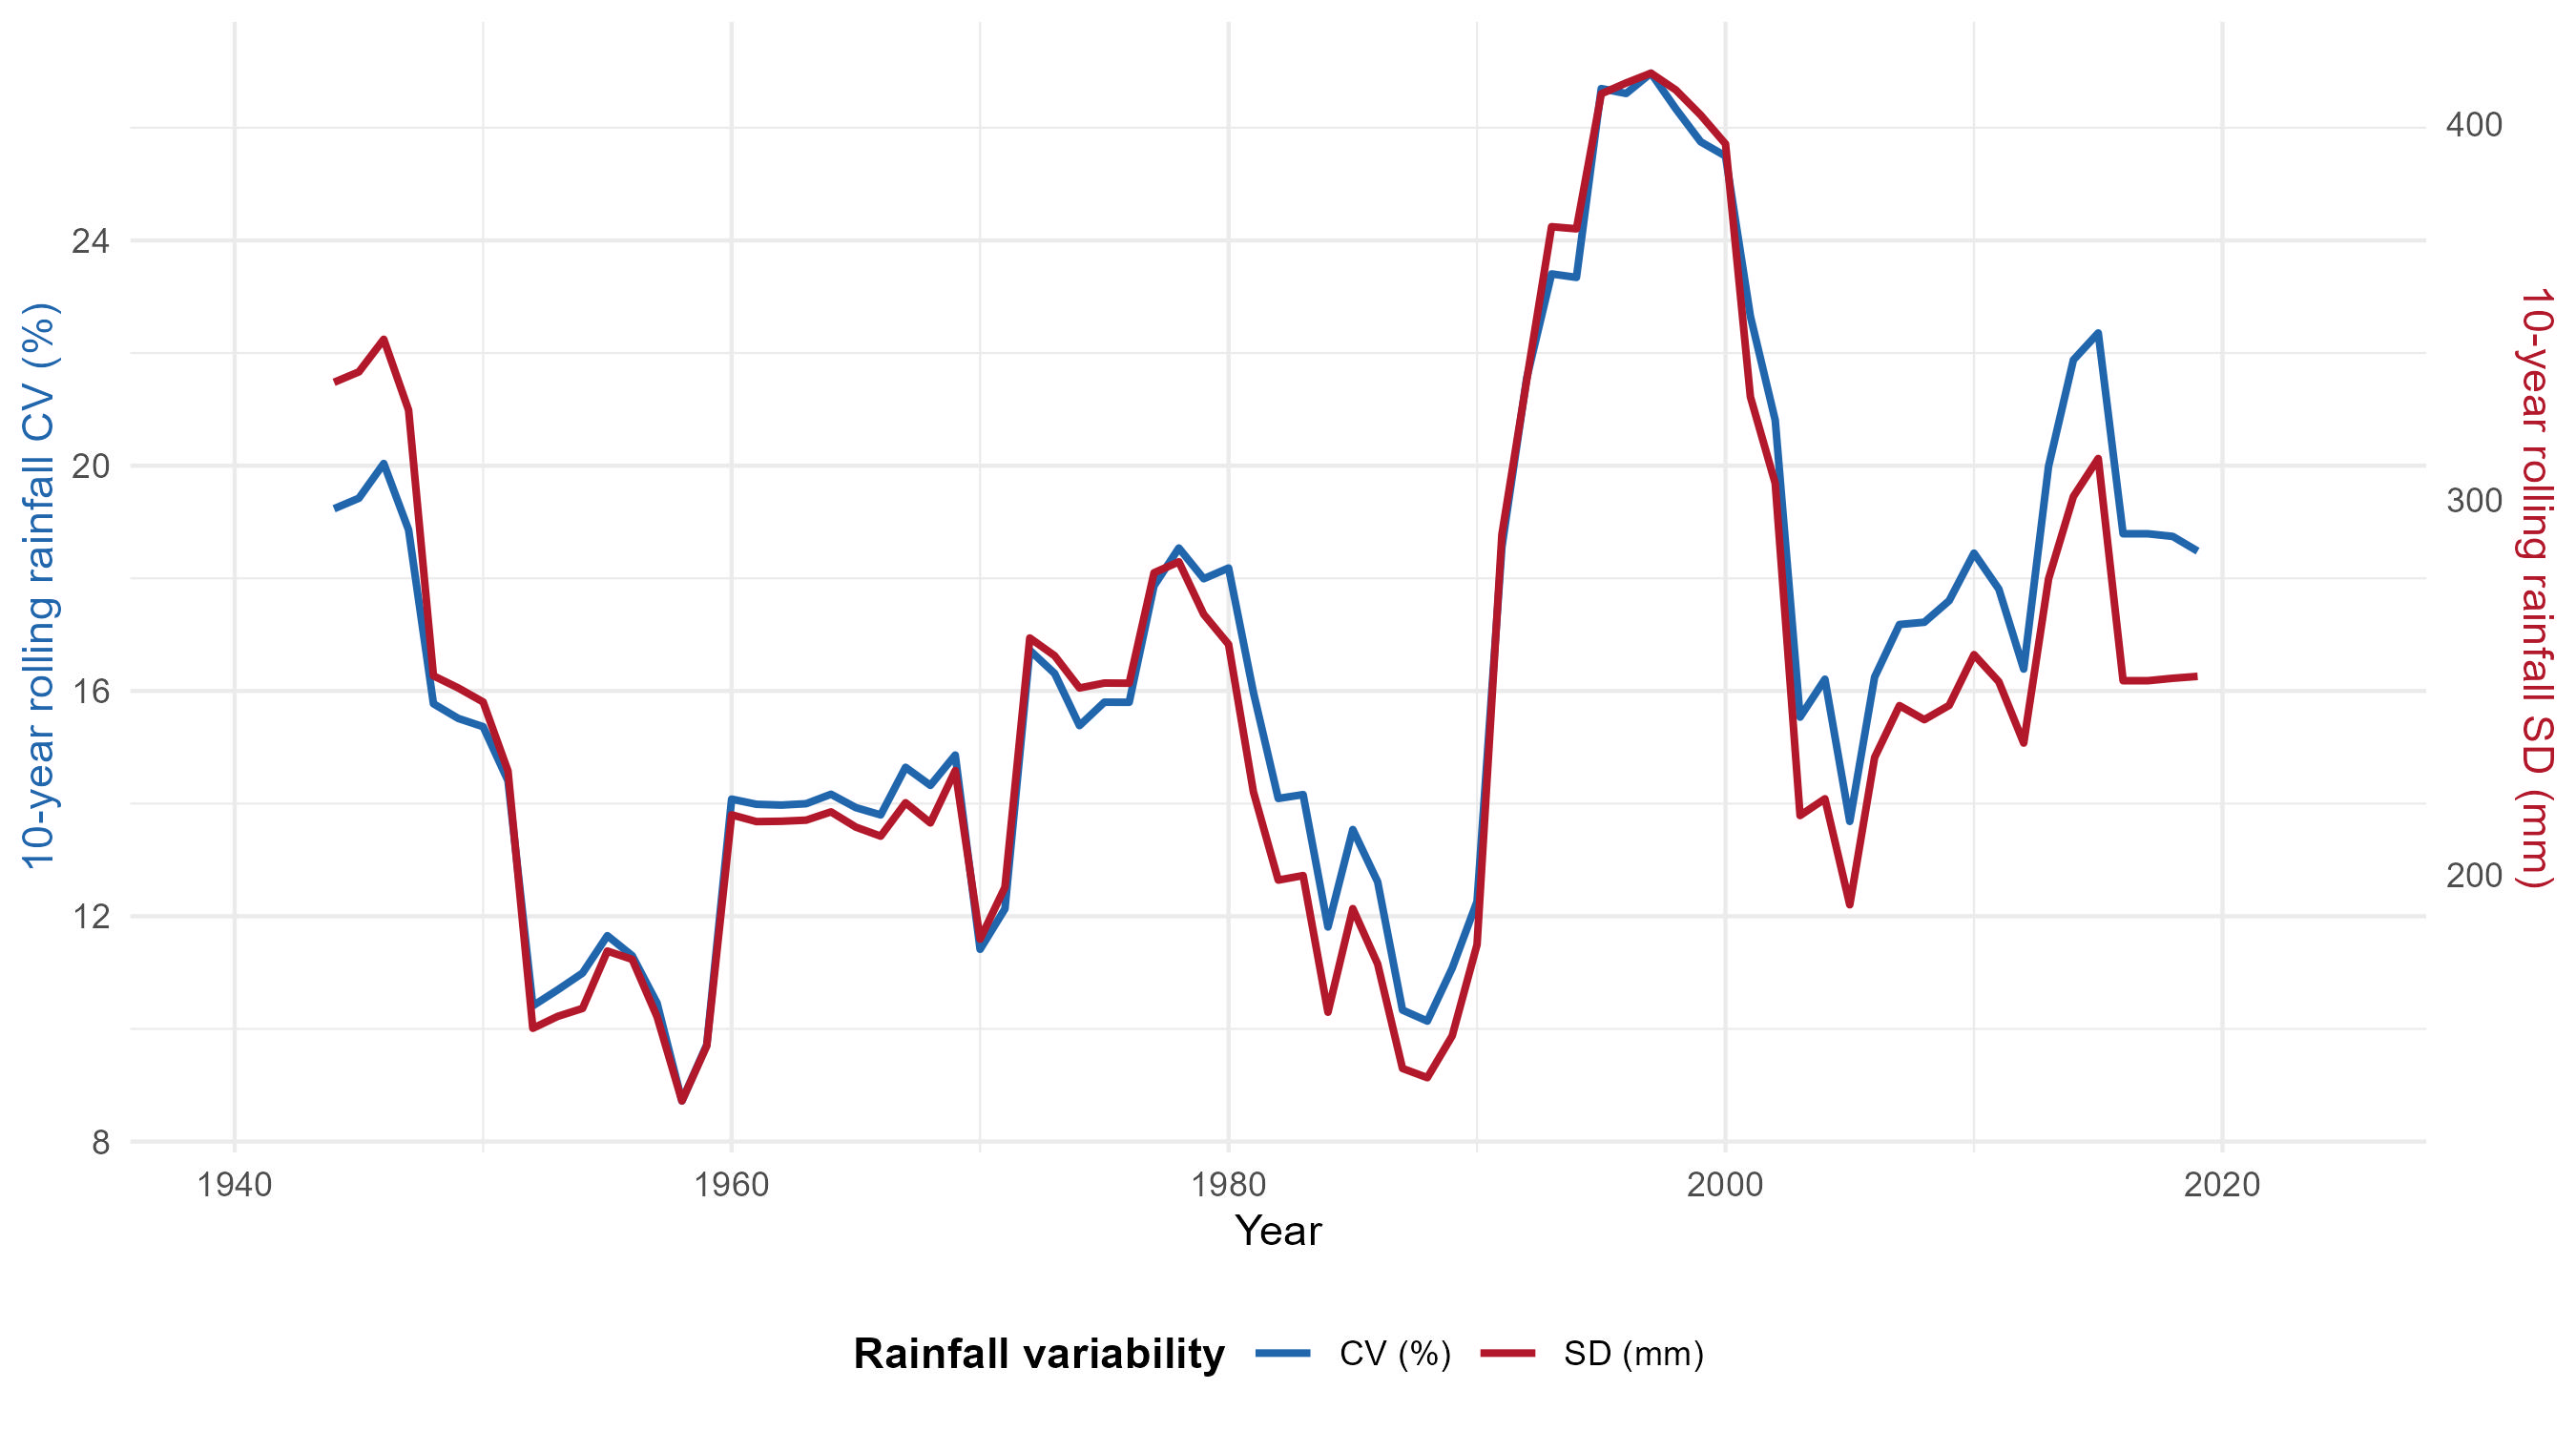 10-year rolling rainfall CV (%)
24
20
16
12
8
400
300
200
10-year rolling rainfall SD (mm)
1940 1960 1980 2000 2020
Year
Rainfall variability CV (%) SD (mm)